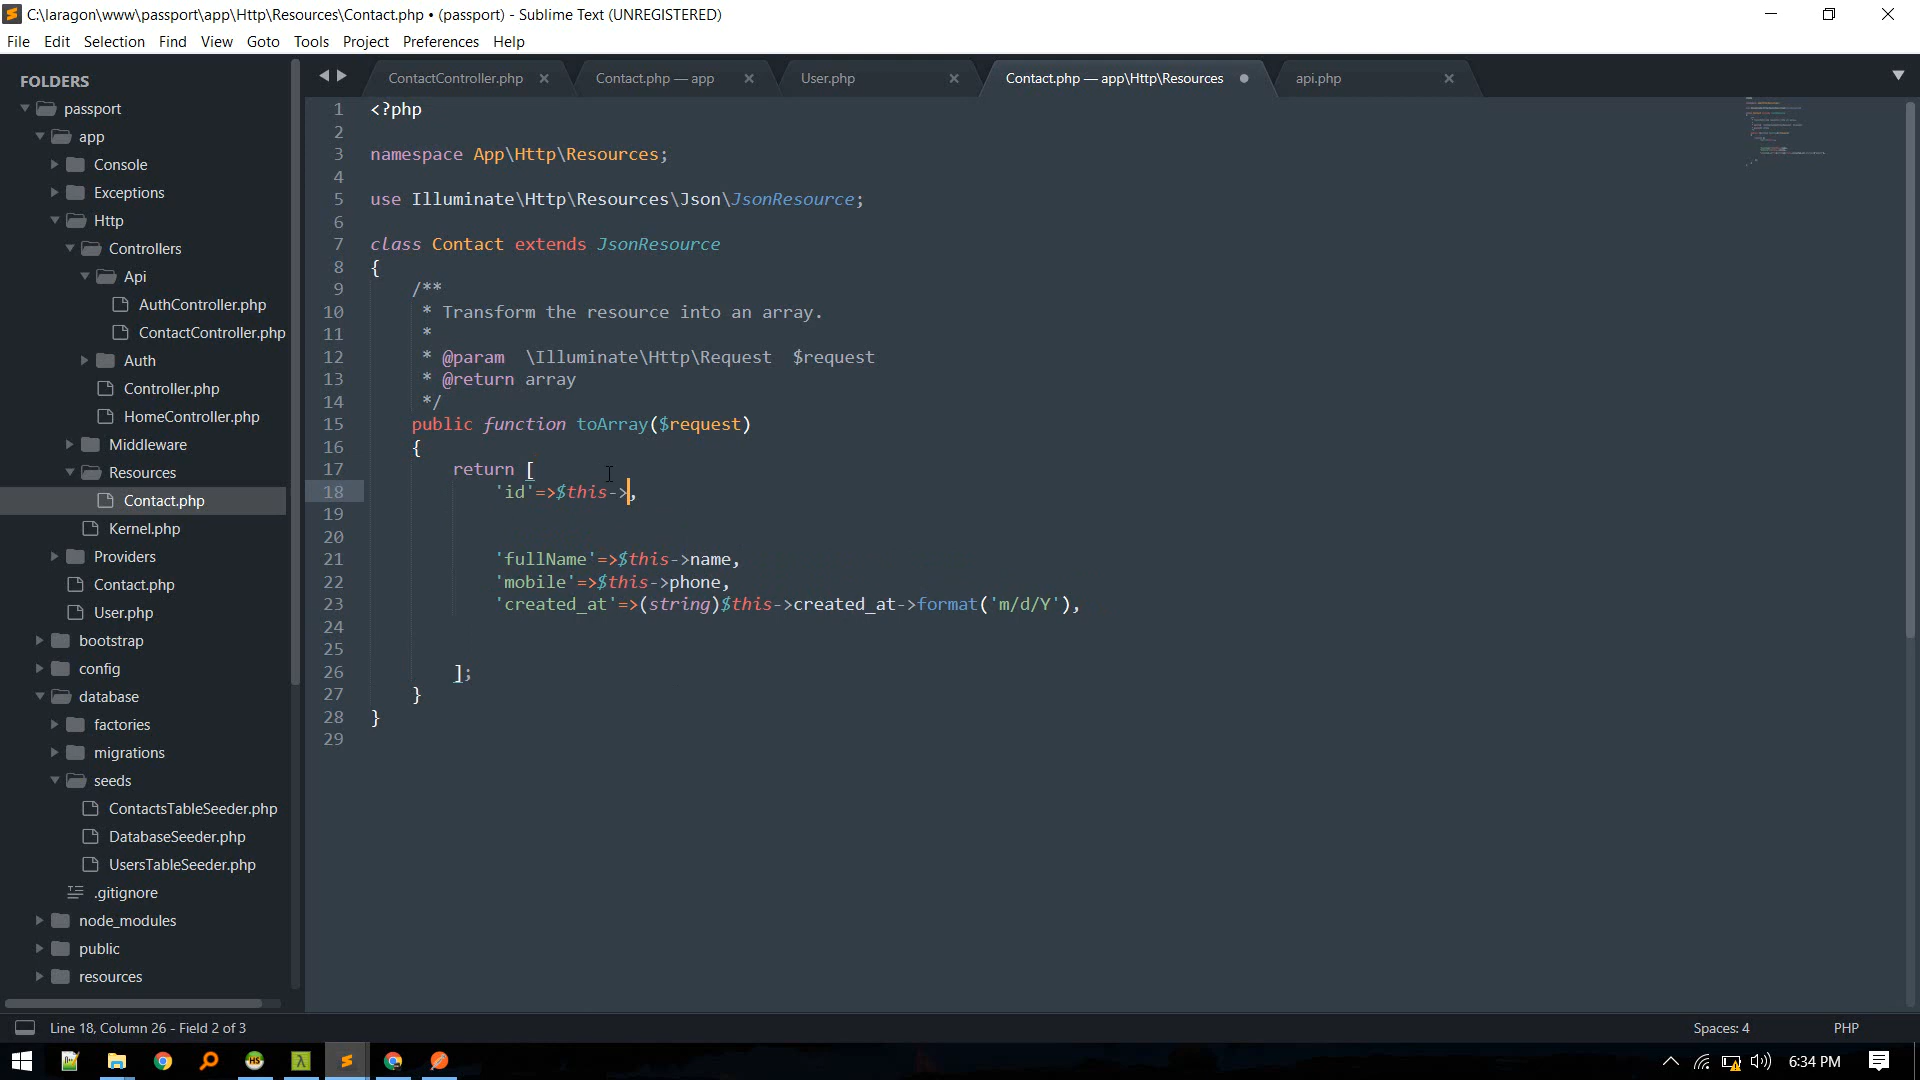 C:\laragon\www\passport\app\Http\Resources\Contact.php • (passport) - Sublime Text (UNREGISTERED)
File Edit Selection Find View Goto Tools Project Preferences Help
FOLDERS
passport
app
Console
Exceptions
Http
Controllers
Api
AuthController.php
ContactController.php
Auth
Controller.php
HomeController.php
Middleware
Resources
Contact.php
Kernel.php
Providers
Contact.php
User.php
bootstrap
config
database
factories
migrations
seeds
ContactsTableSeeder.php
DatabaseSeeder.php
UsersTableSeeder.php
.gitignore
node_modules
public
resources
ContactController.php Contact.php — app User.php Contact.php — app\Http\Resources api.php
1 <?php
2
3 namespace App\Http\Resources;
4
5 use Illuminate\Http\Resources\Json\JsonResource;
6
7 class Contact extends JsonResource
8 {
9 /**
10 * Transform the resource into an array.
11 *
12 * @param  \Illuminate\Http\Request  $request
13 * @return array
14 */
15 public function toArray($request)
16 {
17 return [
18 'id'=>$this->,
19
20
21 'fullName'=>$this->name,
22 'mobile'=>$this->phone,
23 'created_at'=>(string)$this->created_at->format('m/d/Y'),
24
25
26 ];
27 }
28 }
29
Line 18, Column 26 - Field 2 of 3 Spaces: 4 PHP
6:34 PM